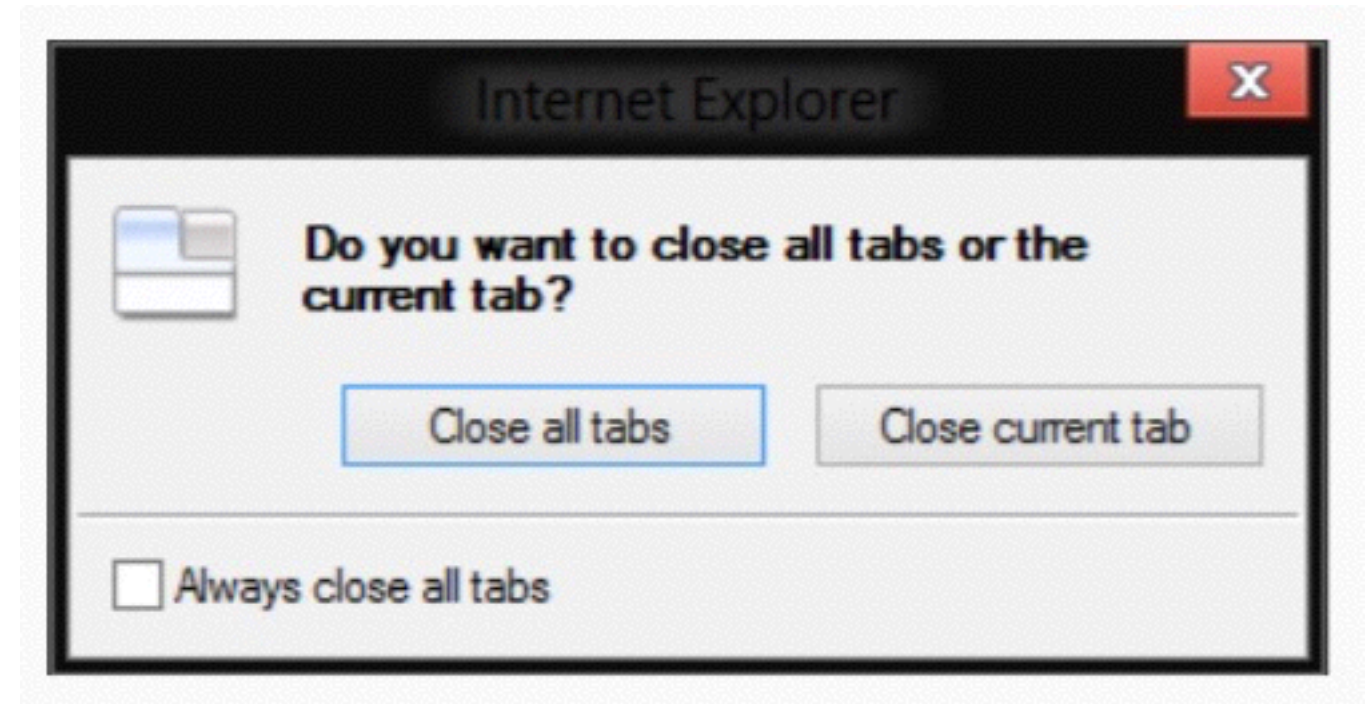 Internet Explorer
Do you want to close all tabs or the
current tab?
Close all tabs
Close current tab
Always close all tabs